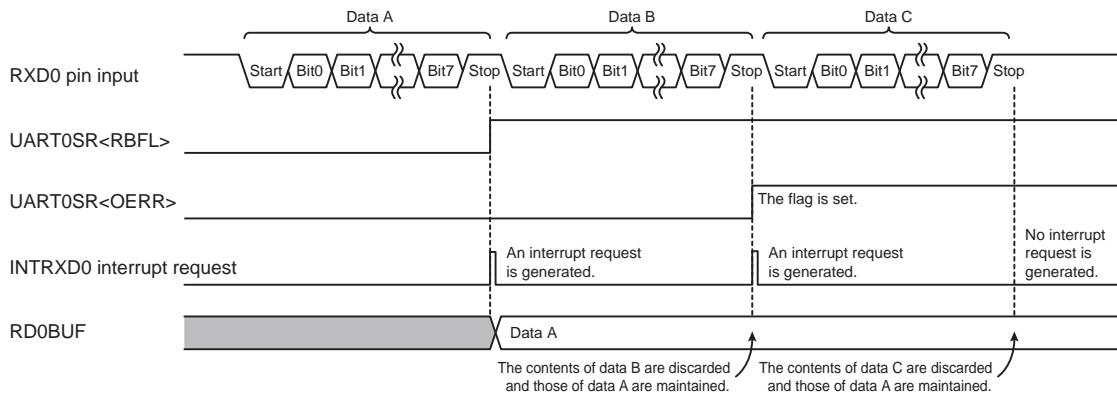 Data A Data B Data C
RXD0 pin input
Start Bit0 Bit1 Bit7 Stop Start Bit0 Bit1 Bit7 Stop Start Bit0 Bit1 Bit7 Stop
UART0SR<RBFL>
UART0SR<OERR>
The flag is set.
INTRXD0 interrupt request
An interrupt request
is generated.
An interrupt request
is generated.
No interrupt
request is
generated.
RD0BUF
Data A
The contents of data B are discarded
and those of data A are maintained.
The contents of data C are discarded
and those of data A are maintained.